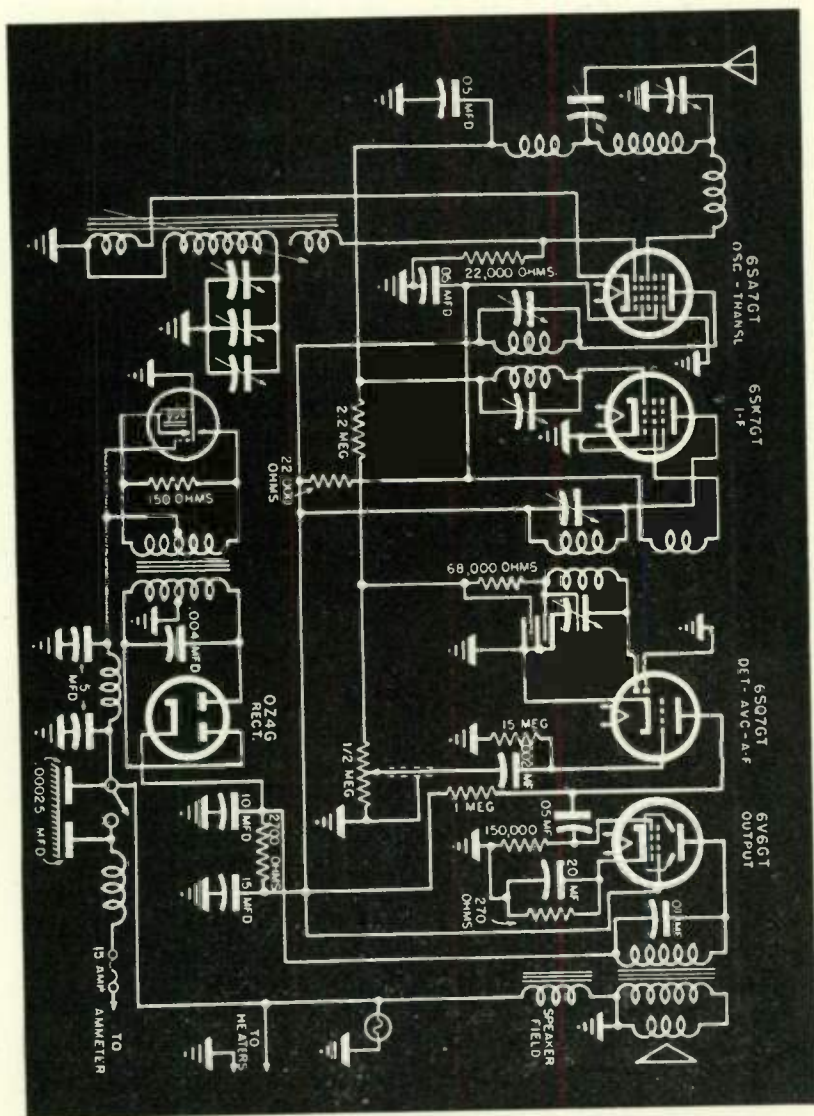 6SA7GT
OSC - TRANSL
6SK7GT
I-F
6SQ7GT
DET-AVC-A-F
6V6GT
OUTPUT
.05 MFD
22,000 OHMS
.05 MFD
2.2 MEG
22,000
OHMS
68,000 OHMS
15 MEG
.002
MF
1 MEG
1/2 MEG
.05 MF
150,000
20 MF
270
OHMS
MF
SPEAKER
FIELD
150 OHMS
.004 MFD
OZ4G
RECT.
10
MFD
2700 OHMS
15 MFD
.5
MFD
.00025 MFD
15 AMP
TO
AMMETER
TO
HEATERS